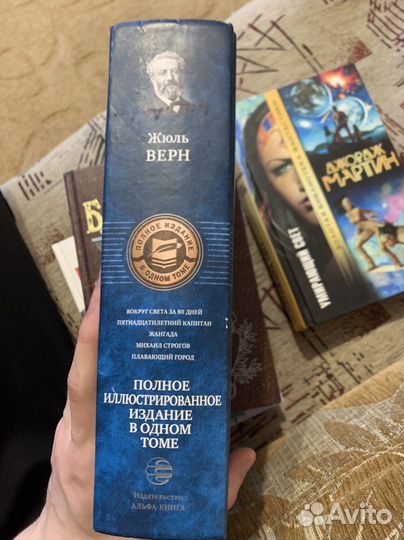 Жюль
ВЕРН
ПОЛНОЕ ИЗДАНИЕ
В ОДНОМ ТОМЕ
ВОКРУГ СВЕТА ЗА 80 ДНЕЙ
ПЯТНАДЦАТИЛЕТНИЙ КАПИТАН
ЖАНГАДА
МИХАИЛ СТРОГОВ
ПЛАВАЮЩИЙ ГОРОД
ПОЛНОЕ
ИЛЛЮСТРИРОВАННОЕ
ИЗДАНИЕ
В ОДНОМ
ТОМЕ
Издательство
АЛЬФА-КНИГА
ДЖОРДЖ
МАРТИН
УМИРАЮЩИЙ СВЕТ
Б
Avito